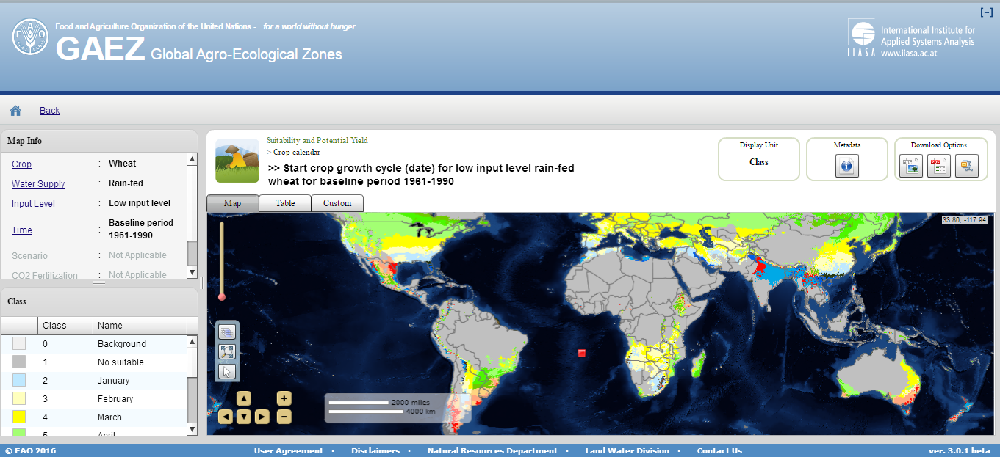 [-]
Food and Agriculture Organization of the United Nations - for a world without hunger
FAO
FIAT PANIS
GAEZ Global Agro-Ecological Zones
International Institute for
Applied Systems Analysis
IIASA www.iiasa.ac.at
Back
Map Info
Crop : Wheat
Water Supply : Rain-fed
Input Level : Low input level
Time : Baseline period
1961-1990
Scenario : Not Applicable
CO2 Fertilization : Not Applicable
Class
Class Name
0 Background
1 No suitable
2 January
3 February
4 March
5 April
Suitability and Potential Yield
> Crop calendar
>> Start crop growth cycle (date) for low input level rain-fed
wheat for baseline period 1961-1990
Display Unit
Class
Metadata
Download Options
PDF
Map Table Custom
33.80, -117.94
2000 miles
4000 km
© FAO 2016 User Agreement · Disclaimers · Natural Resources Department · Land Water Division · Contact Us ver. 3.0.1 beta